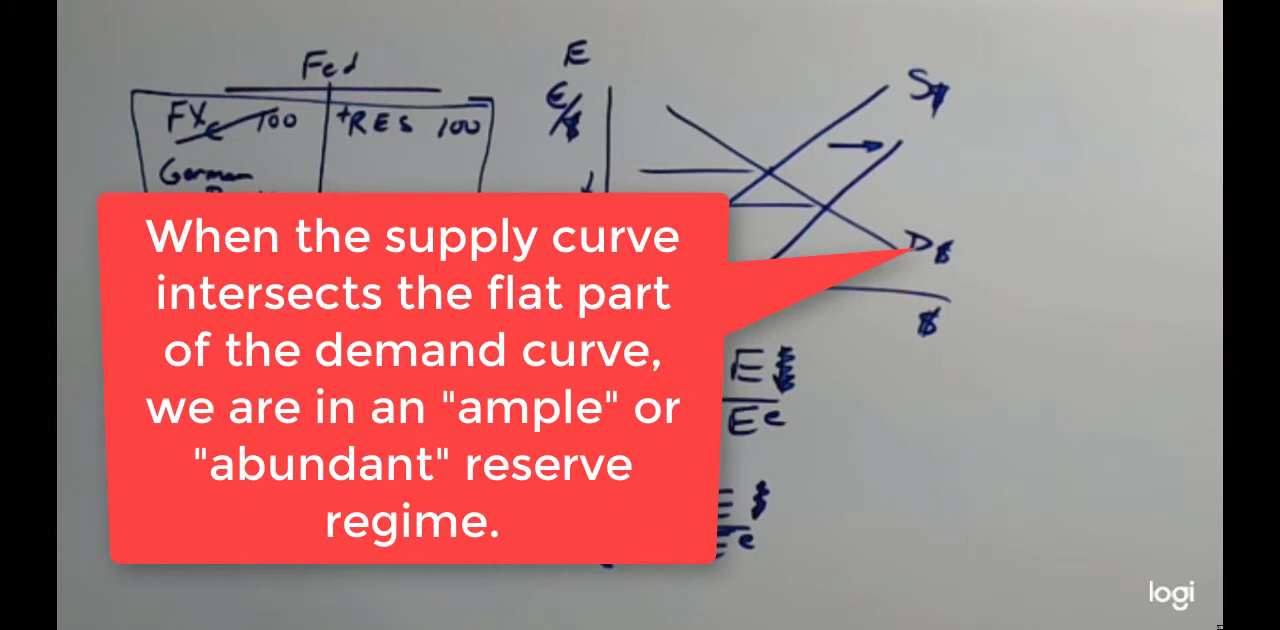 Fed
FX€ 100
+RES 100
German
E
€/$
S$
D$
$
When the supply curve
intersects the flat part
of the demand curve,
we are in an "ample" or
"abundant" reserve
regime.
E$
E€
E$
E€
logi